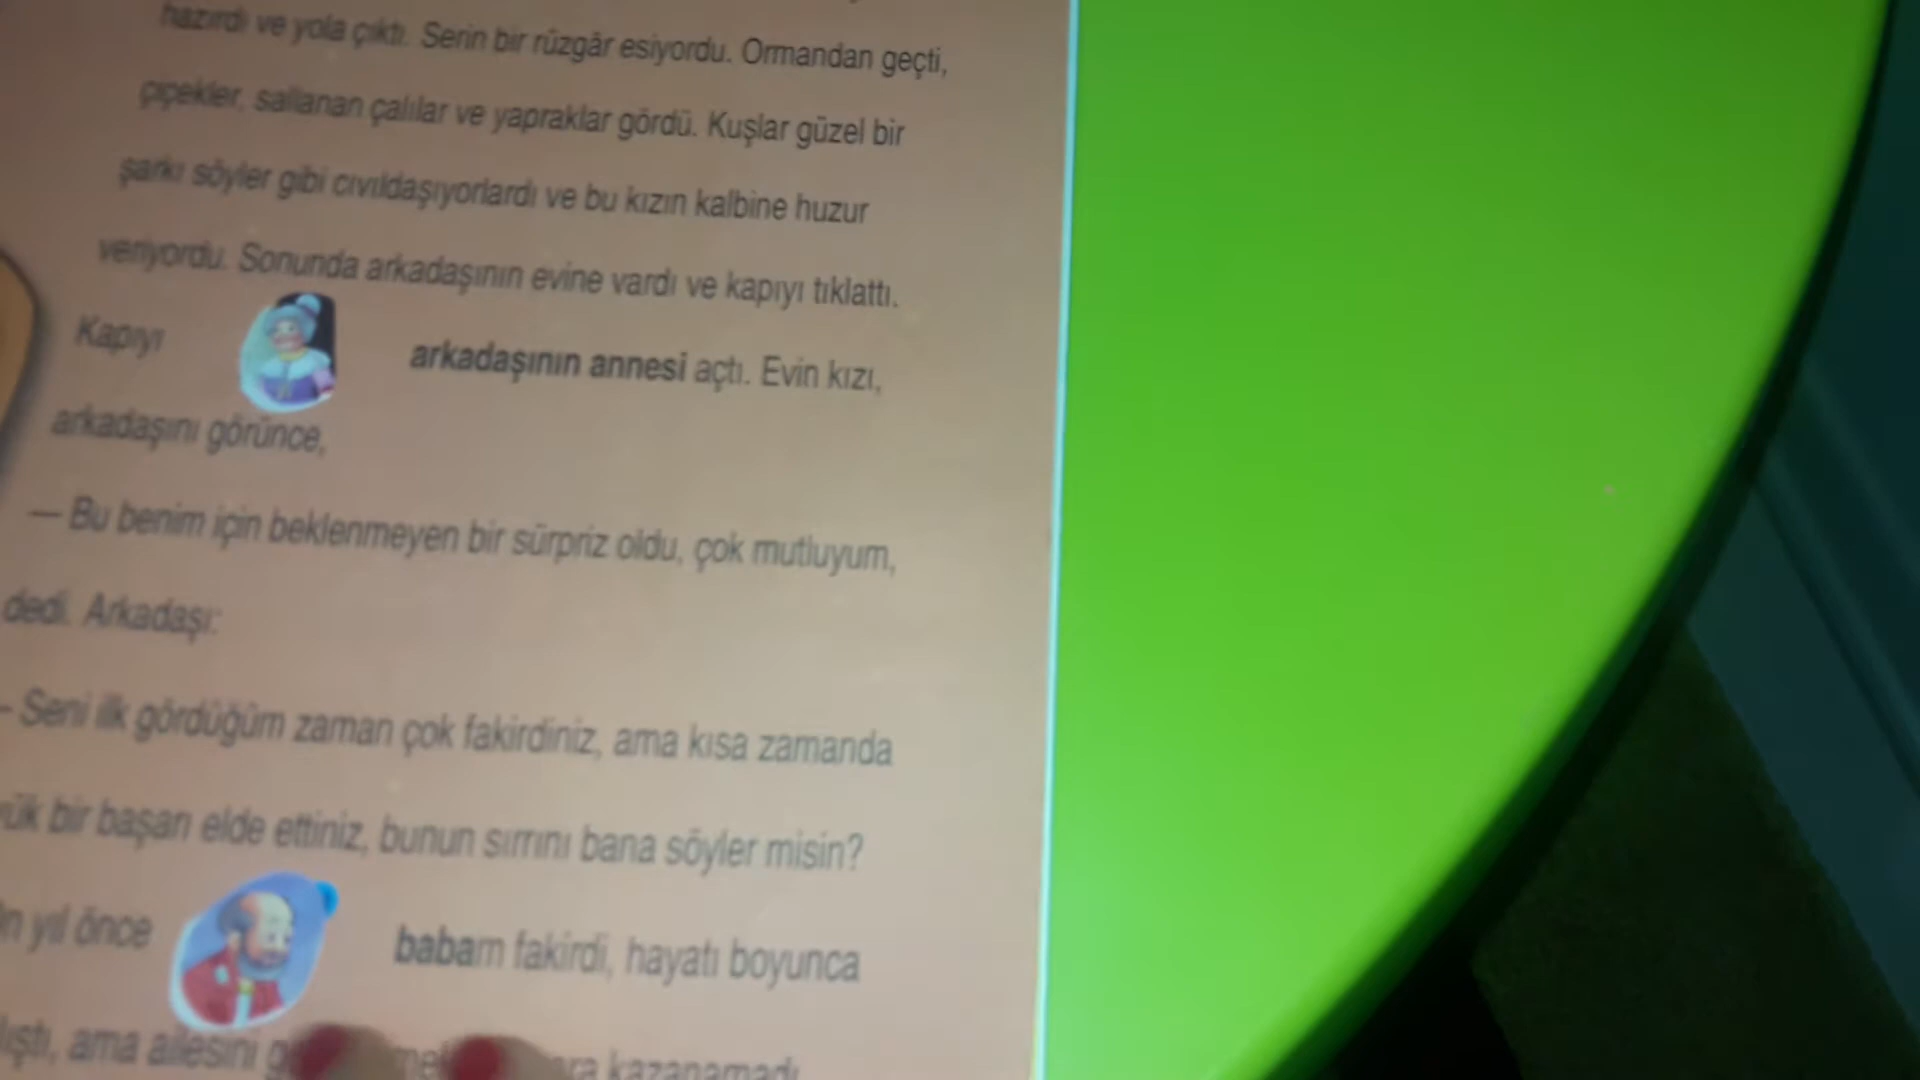 hazırdı ve yola çıktı. Serin bir rüzgâr esiyordu. Ormandan geçti,
çiçekler, sallanan çalılar ve yapraklar gördü. Kuşlar güzel bir
şarkı söyler gibi cıvıldaşıyorlardı ve bu kızın kalbine huzur
veriyordu. Sonunda arkadaşının evine vardı ve kapıyı tıklattı.
Kapıyı arkadaşının annesi açtı. Evin kızı,
arkadaşını görünce,
— Bu benim için beklenmeyen bir sürpriz oldu, çok mutluyum,
dedi. Arkadaşı:
– Seni ilk gördüğüm zaman çok fakirdiniz, ama kısa zamanda
bir başarı elde ettiniz, bunun sırrını bana söyler misin?
yıl önce babam fakirdi, hayatı boyunca
ama ailesini kazanamadı